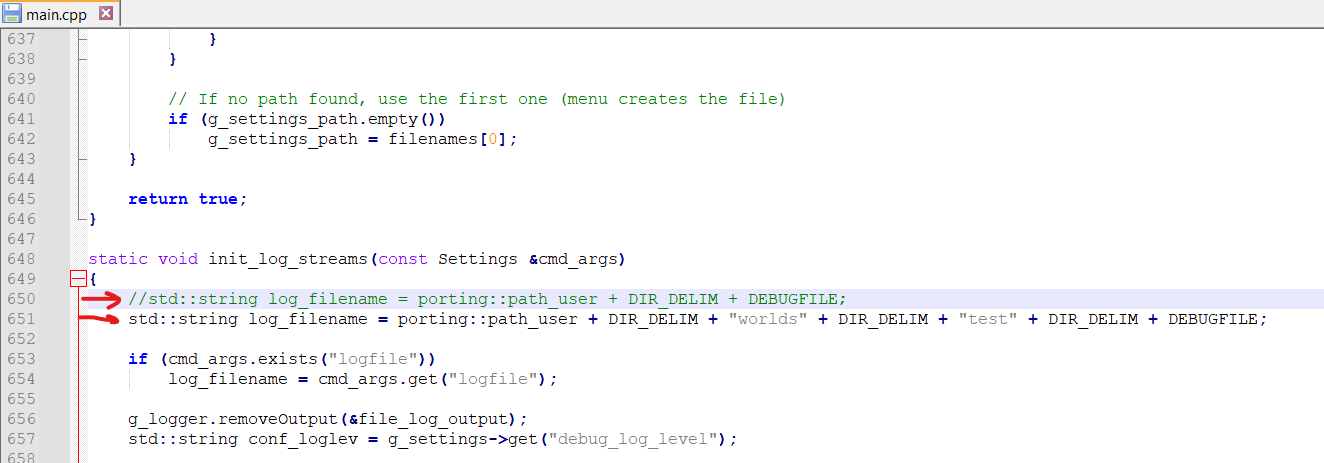 main.cpp
637 }
638 }
639
640 // If no path found, use the first one (menu creates the file)
641 if (g_settings_path.empty())
642 g_settings_path = filenames[0];
643 }
644
645 return true;
646 }
647
648 static void init_log_streams(const Settings &cmd_args)
649 {
650 //std::string log_filename = porting::path_user + DIR_DELIM + DEBUGFILE;
651 std::string log_filename = porting::path_user + DIR_DELIM + "worlds" + DIR_DELIM + "test" + DIR_DELIM + DEBUGFILE;
652
653 if (cmd_args.exists("logfile"))
654 log_filename = cmd_args.get("logfile");
655
656 g_logger.removeOutput(&file_log_output);
657 std::string conf_loglev = g_settings->get("debug_log_level");
658